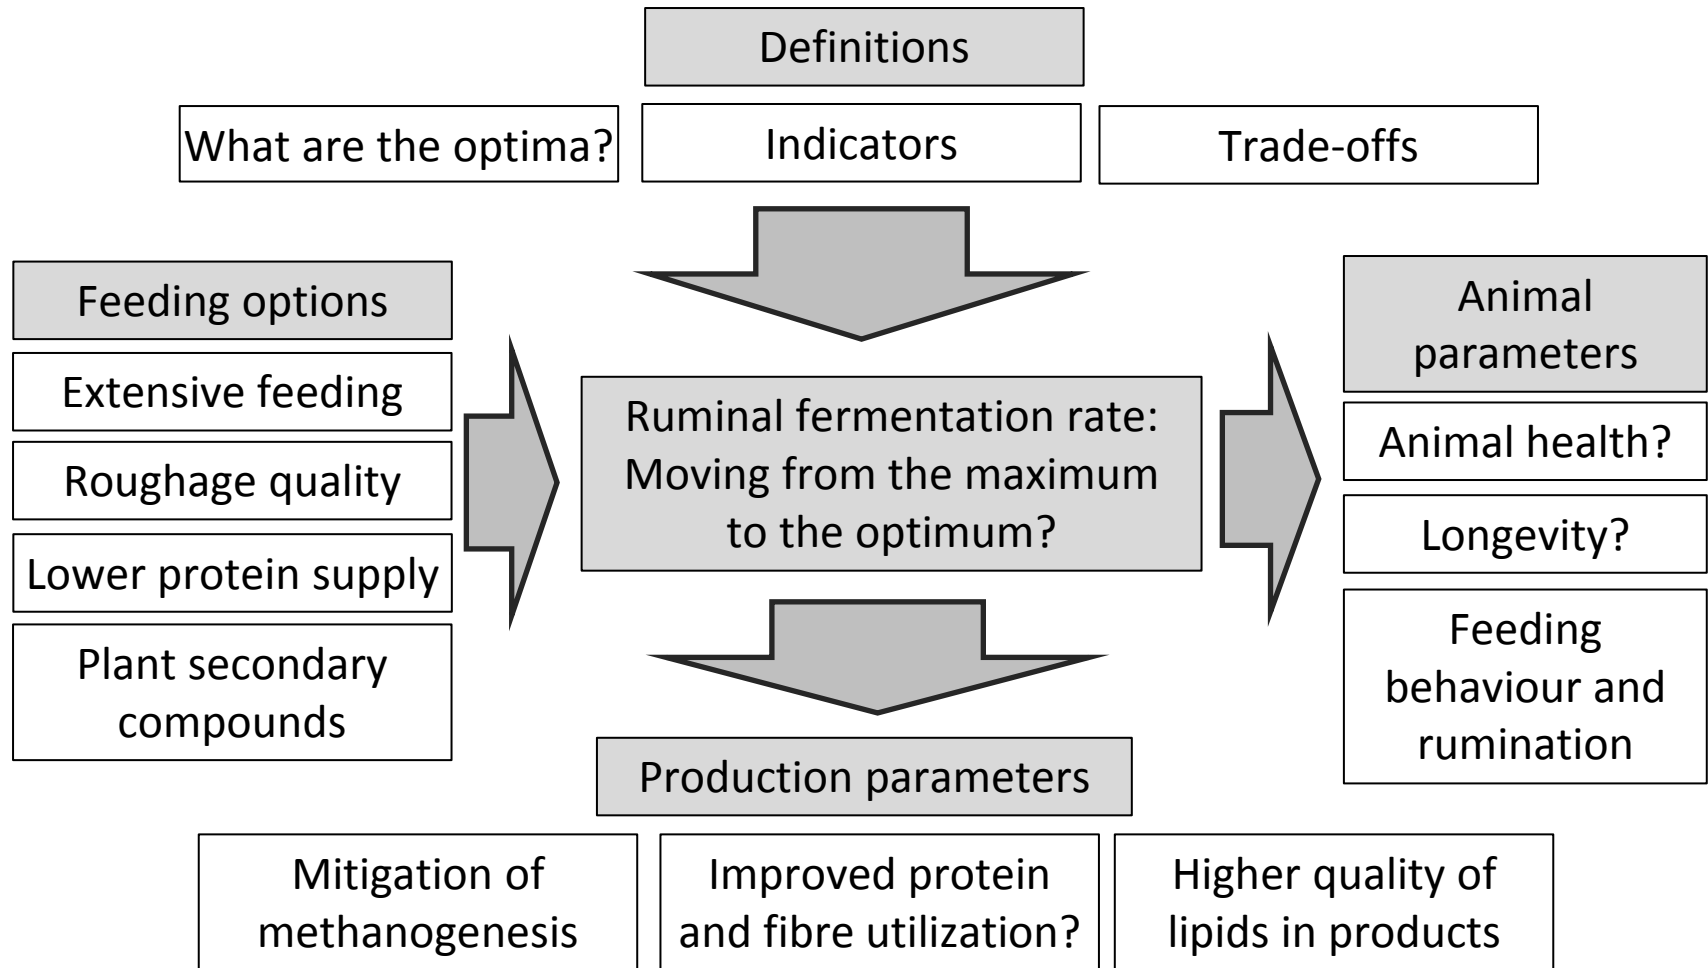 Definitions
What are the optima?
Indicators
Trade-offs
Feeding options
Extensive feeding
Roughage quality
Lower protein supply
Plant secondary
compounds
Ruminal fermentation rate:
Moving from the maximum
to the optimum?
Animal
parameters
Animal health?
Longevity?
Feeding
behaviour and
rumination
Production parameters
Mitigation of
methanogenesis
Improved protein
and fibre utilization?
Higher quality of
lipids in products